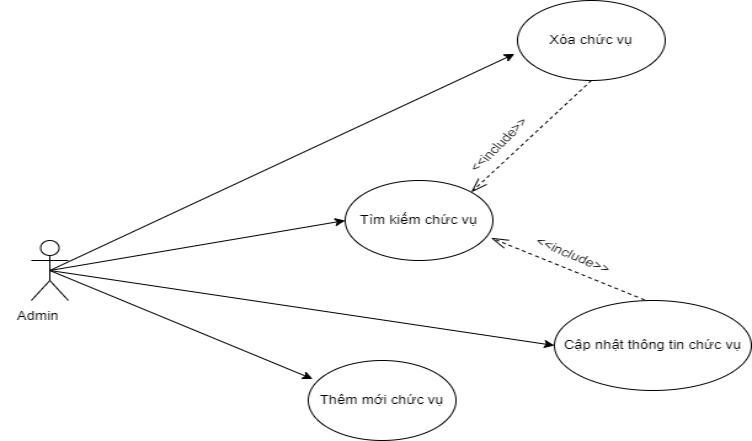 Xóa chức vụ
<<include>>
Tìm kiếm chức vụ
<<include>>
Admin
Cập nhật thông tin chức vụ
Thêm mới chức vụ